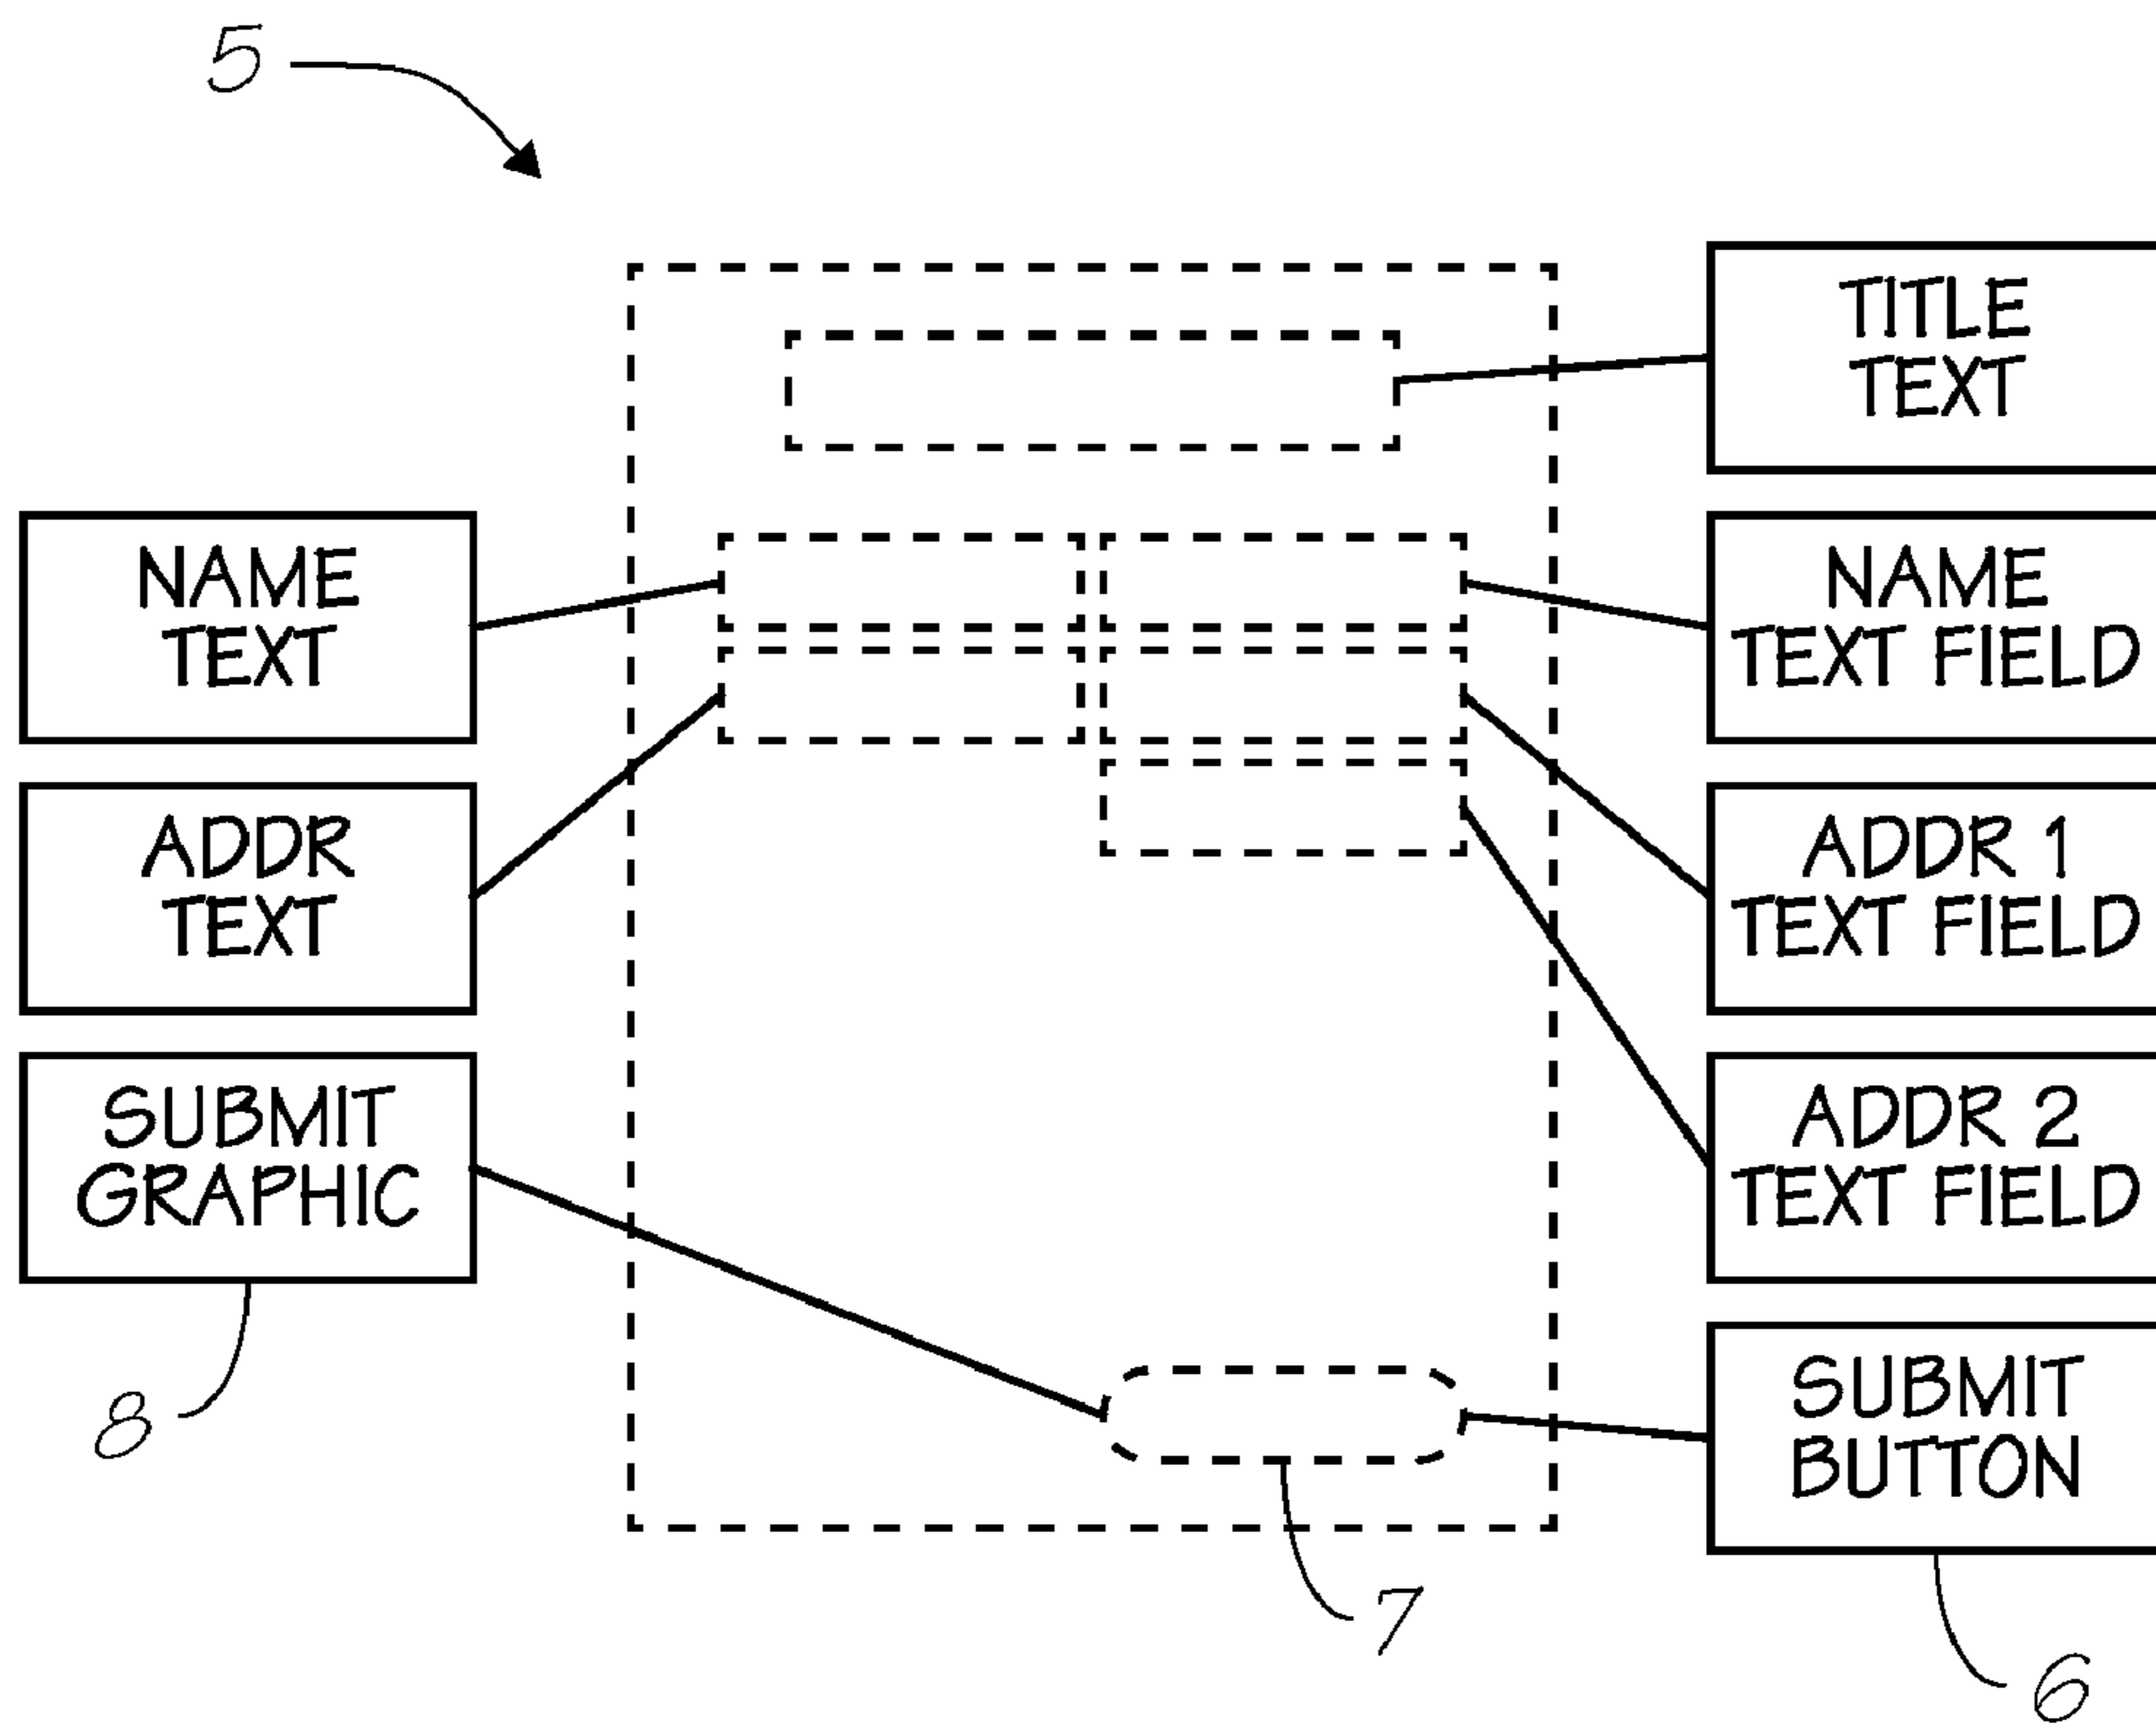 5
TITLE
TEXT
NAME
TEXT
NAME
TEXT FIELD
ADDR
TEXT
ADDR 1
TEXT FIELD
SUBMIT
GRAPHIC
ADDR 2
TEXT FIELD
SUBMIT
BUTTON
8
7
6